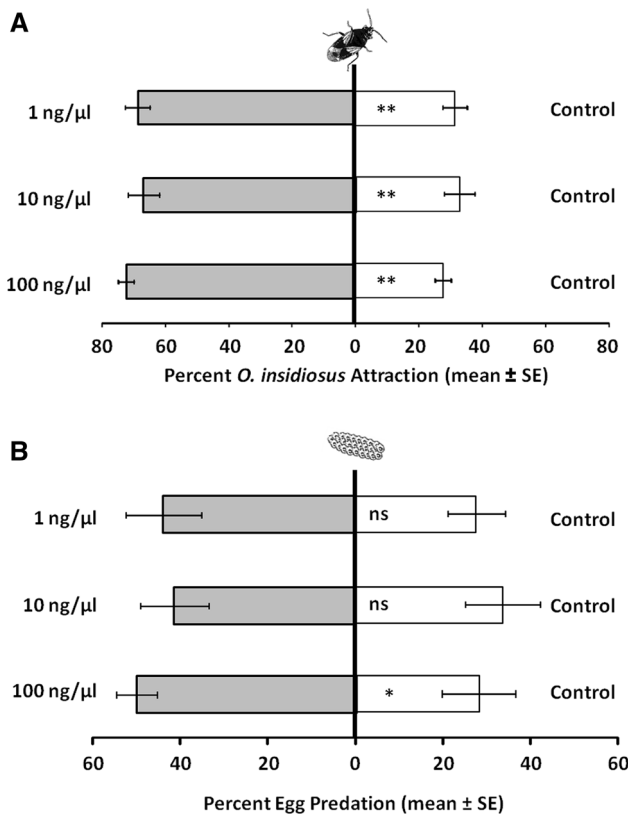 A
1 ng/µl ** Control
10 ng/µl ** Control
100 ng/µl ** Control
80 60 40 20 0 20 40 60 80
Percent O. insidiosus Attraction (mean ± SE)
B
1 ng/µl ns Control
10 ng/µl ns Control
100 ng/µl * Control
60 40 20 0 20 40 60
Percent Egg Predation (mean ± SE)